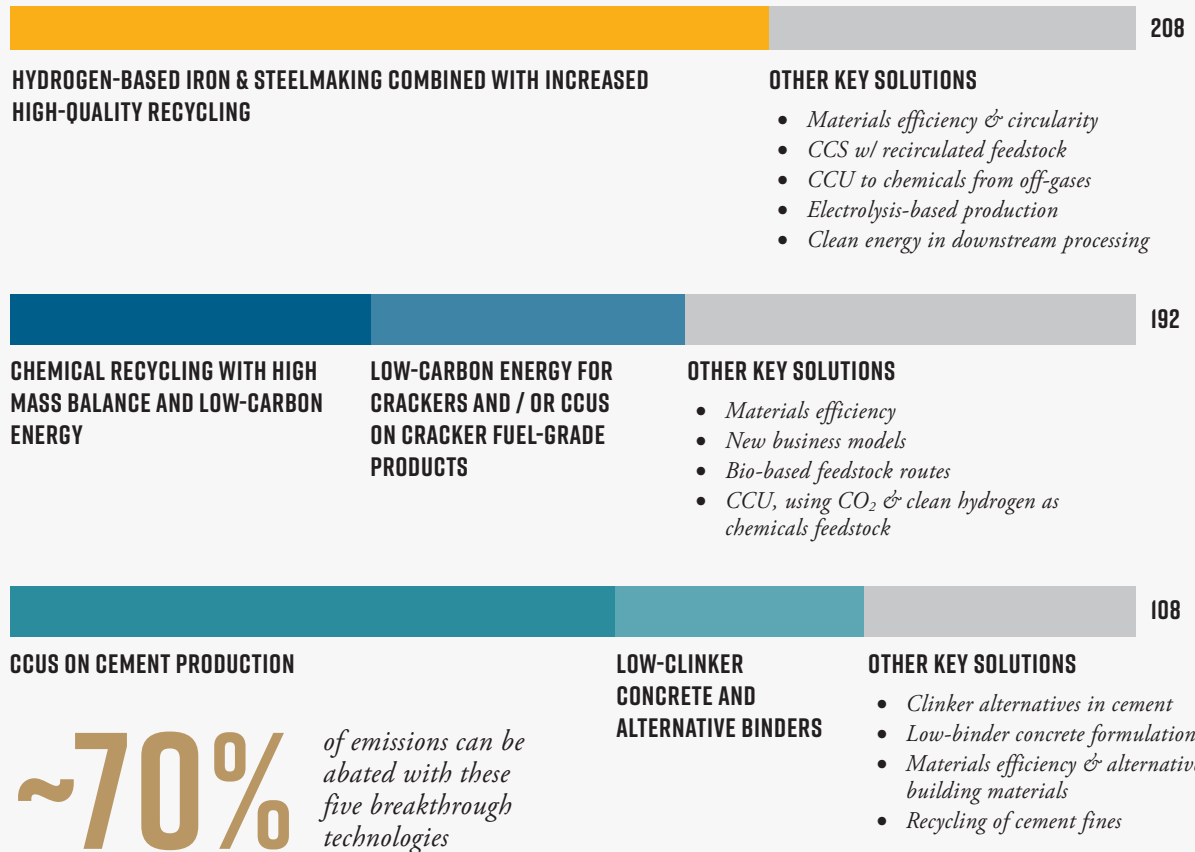 208
HYDROGEN-BASED IRON & STEELMAKING COMBINED WITH INCREASED
HIGH-QUALITY RECYCLING
OTHER KEY SOLUTIONS
• Materials efficiency & circularity
• CCS w/ recirculated feedstock
• CCU to chemicals from off-gases
• Electrolysis-based production
• Clean energy in downstream processing
192
CHEMICAL RECYCLING WITH HIGH
MASS BALANCE AND LOW-CARBON
ENERGY
LOW-CARBON ENERGY FOR
CRACKERS AND / OR CCUS
ON CRACKER FUEL-GRADE
PRODUCTS
OTHER KEY SOLUTIONS
• Materials efficiency
• New business models
• Bio-based feedstock routes
• CCU, using CO₂ & clean hydrogen as
chemicals feedstock
108
CCUS ON CEMENT PRODUCTION
LOW-CLINKER
CONCRETE AND
ALTERNATIVE BINDERS
OTHER KEY SOLUTIONS
• Clinker alternatives in cement
• Low-binder concrete formulation
• Materials efficiency & alternative
building materials
• Recycling of cement fines
~70%
of emissions can be
abated with these
five breakthrough
technologies